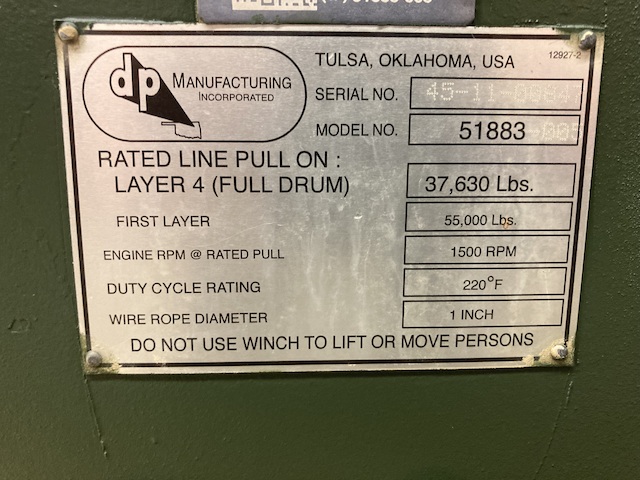 dp MANUFACTURING
INCORPORATED
TULSA, OKLAHOMA, USA
12927-2
SERIAL NO. 45-11-
MODEL NO. 51883
RATED LINE PULL ON :
LAYER 4 (FULL DRUM) 37,630 Lbs.
FIRST LAYER 55,000 Lbs.
ENGINE RPM @ RATED PULL 1500 RPM
DUTY CYCLE RATING 220°F
WIRE ROPE DIAMETER 1 INCH
DO NOT USE WINCH TO LIFT OR MOVE PERSONS